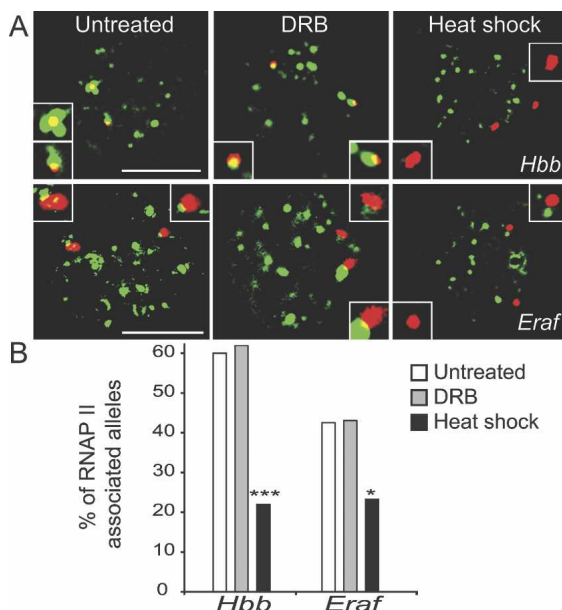 A
Untreated
DRB
Heat shock
Hbb
Eraf
B
% of RNAP II
associated alleles
60
50
40
30
20
10
0
Untreated
DRB
Heat shock
***
*
Hbb
Eraf